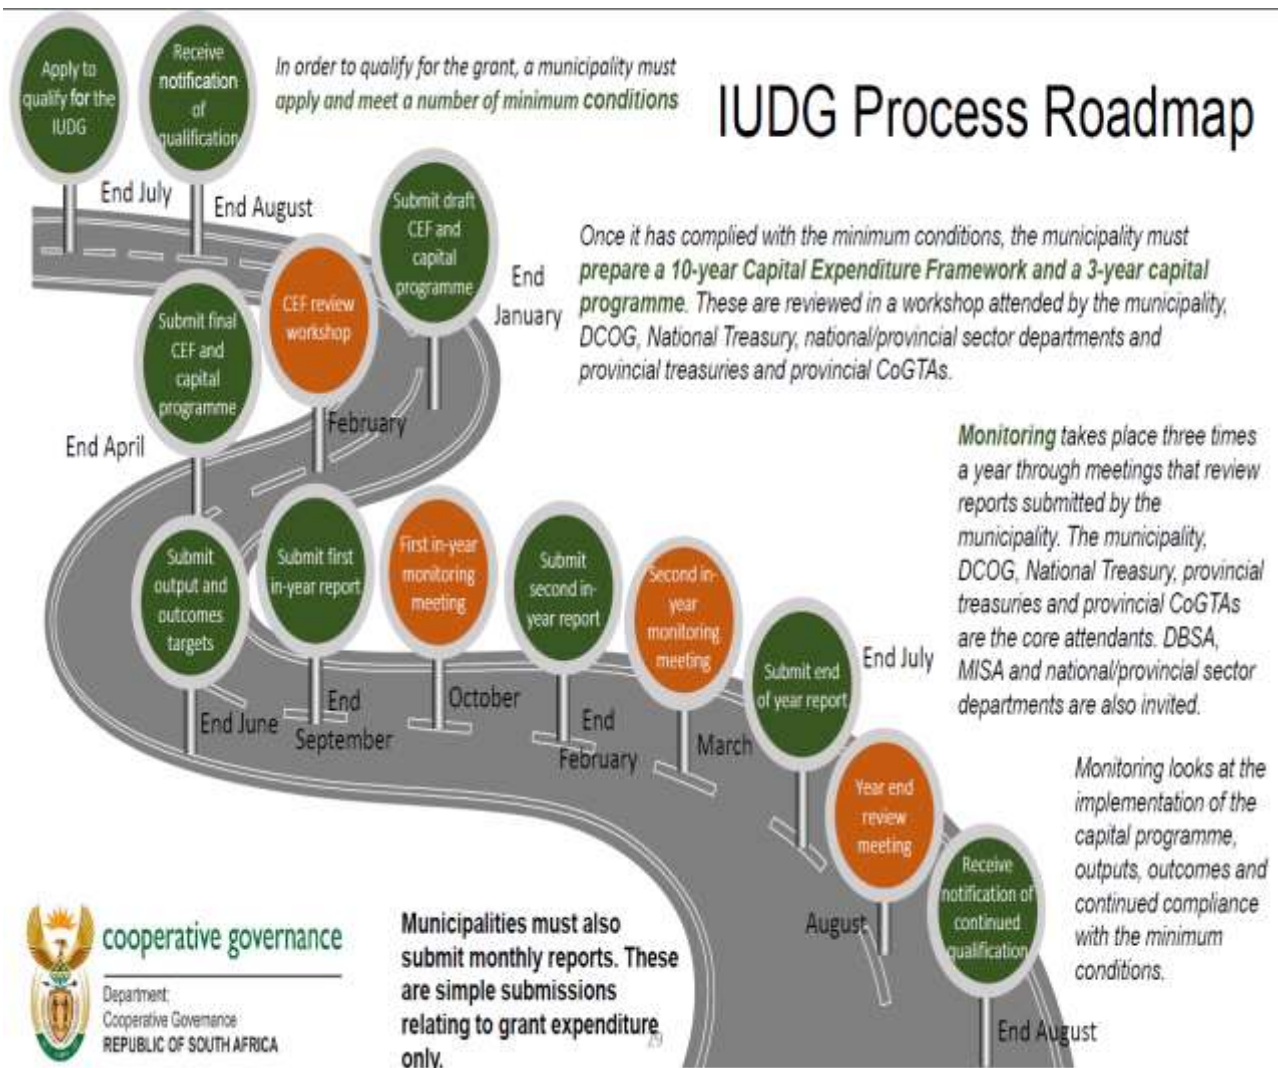 IUDG Process Roadmap
Apply to
qualify for the
IUDG
End July
Receive
notification
of
qualification
End August
In order to qualify for the grant, a municipality must
apply and meet a number of minimum conditions
Submit draft
CEF and
capital
programme
End
January
Once it has complied with the minimum conditions, the municipality must
prepare a 10-year Capital Expenditure Framework and a 3-year capital
programme. These are reviewed in a workshop attended by the municipality,
DCOG, National Treasury, national/provincial sector departments and
provincial treasuries and provincial CoGTAs.
CEF review
workshop
February
Submit final
CEF and
capital
programme
End April
Submit
output and
outcomes
targets
End June
Submit first
in-year report
End
September
First in-year
monitoring
meeting
October
Submit
second in-
year report
End
February
Second in-
year
monitoring
meeting
March
Submit end
of year report
End July
Year end
review
meeting
August
Receive
notification of
continued
qualification
End August
Monitoring takes place three times
a year through meetings that review
reports submitted by the
municipality. The municipality,
DCOG, National Treasury, provincial
treasuries and provincial CoGTAs
are the core attendants. DBSA,
MISA and national/provincial sector
departments are also invited.
Monitoring looks at the
implementation of the
capital programme,
outputs, outcomes and
continued compliance
with the minimum
conditions.
Municipalities must also
submit monthly reports. These
are simple submissions
relating to grant expenditure
only.
29
cooperative governance
Department:
Cooperative Governance
REPUBLIC OF SOUTH AFRICA